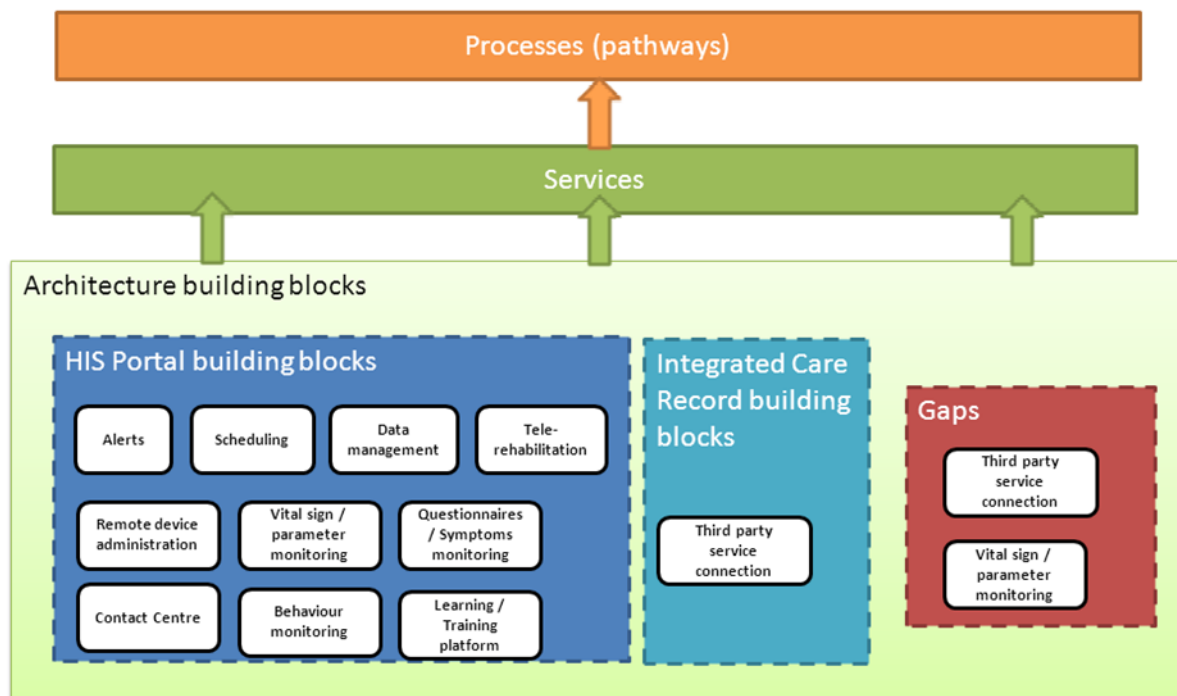 Processes (pathways)
Services
Architecture building blocks
HIS Portal building blocks
Alerts
Scheduling
Data
management
Tele-
rehabilitation
Remote device
administration
Vital sign /
parameter
monitoring
Questionnaires
/ Symptoms
monitoring
Contact Centre
Behaviour
monitoring
Learning /
Training
platform
Integrated Care
Record building
blocks
Third party
service
connection
Gaps
Third party
service
connection
Vital sign /
parameter
monitoring